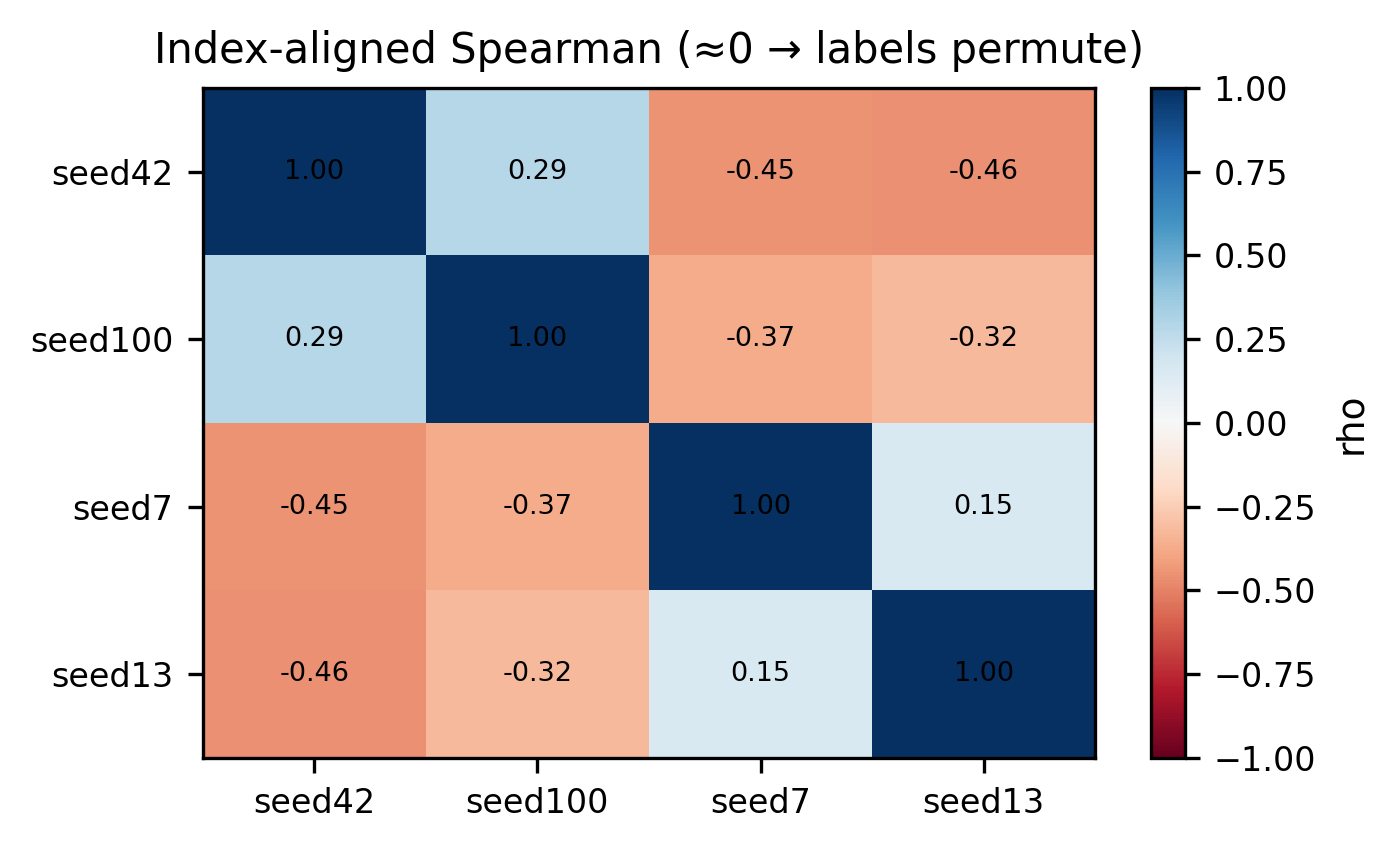 Index-aligned Spearman (≈0 → labels permute)
seed42 1.00 0.29 -0.45 -0.46
seed100 0.29 1.00 -0.37 -0.32
seed7 -0.45 -0.37 1.00 0.15
seed13 -0.46 -0.32 0.15 1.00
seed42 seed100 seed7 seed13
1.00
0.75
0.50
0.25
0.00
−0.25
−0.50
−0.75
−1.00
rho